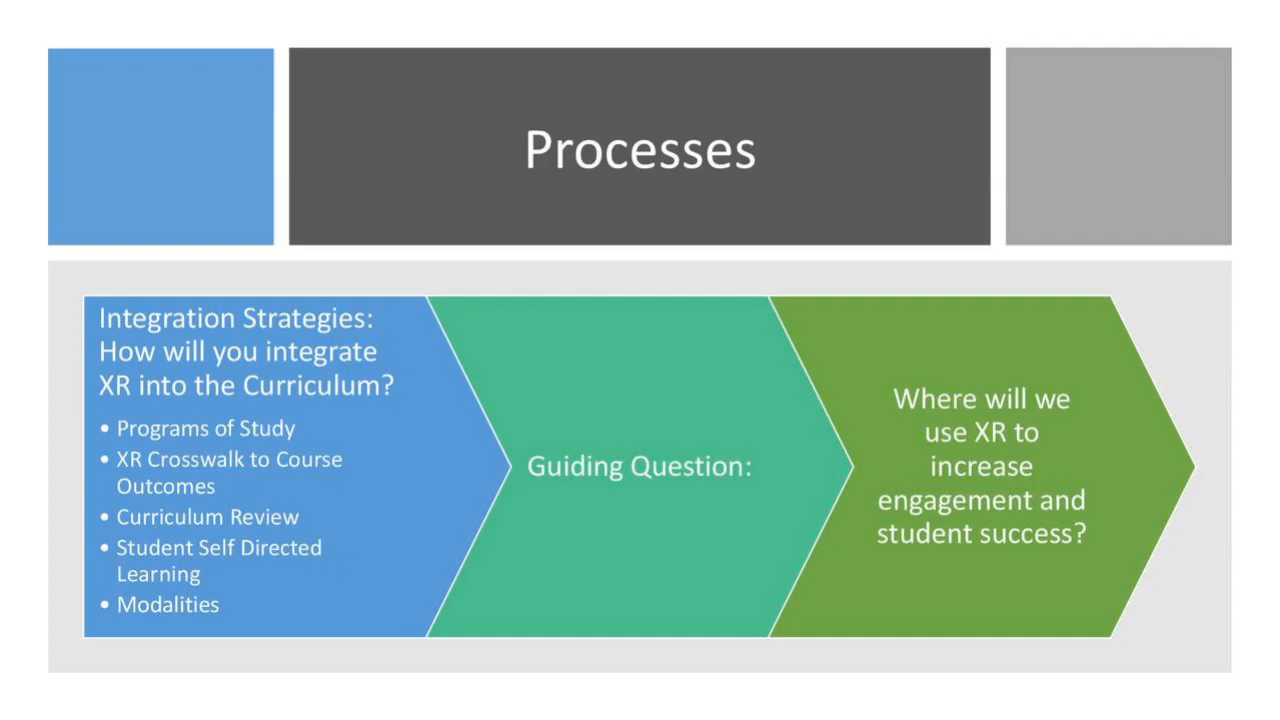 Processes
Integration Strategies:
How will you integrate
XR into the Curriculum?
• Programs of Study
• XR Crosswalk to Course
Outcomes
• Curriculum Review
• Student Self Directed
Learning
• Modalities
Guiding Question:
Where will we
use XR to
increase
engagement and
student success?